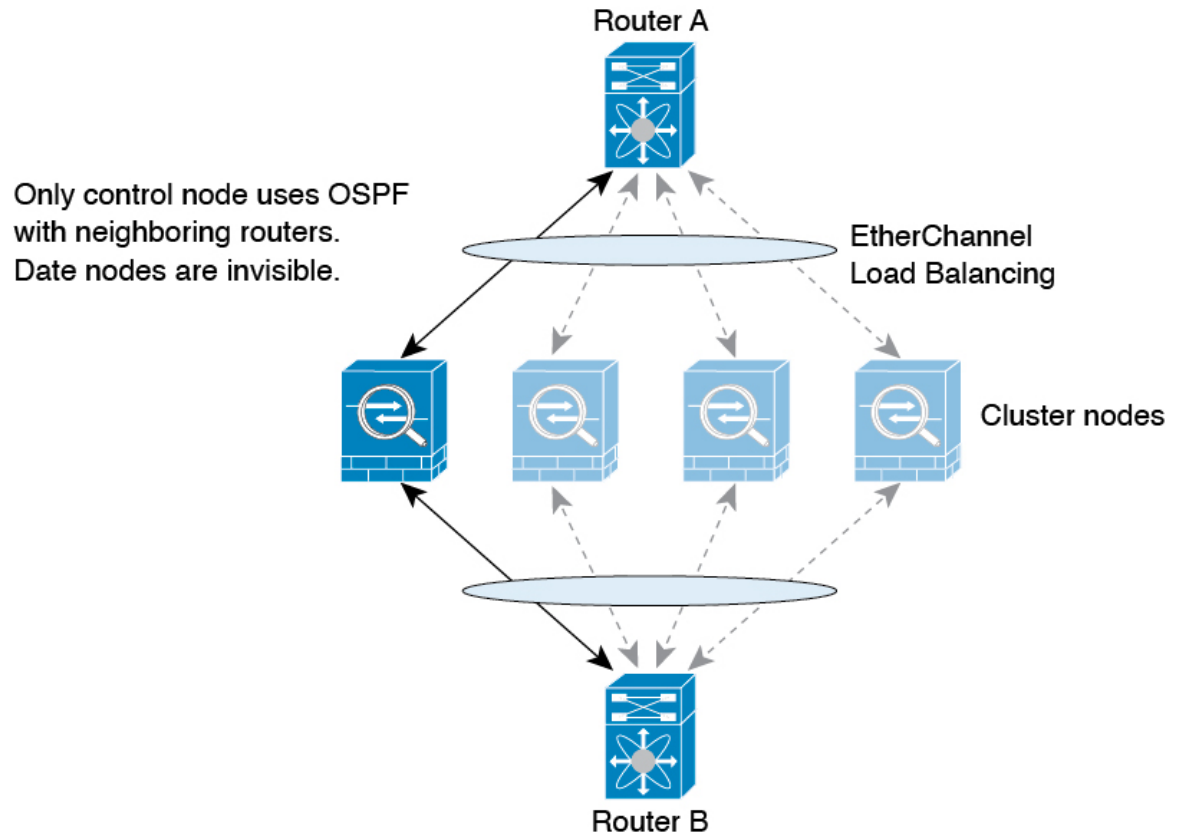 Router A
Only control node uses OSPF
with neighboring routers.
Date nodes are invisible.
EtherChannel
Load Balancing
Cluster nodes
Router B